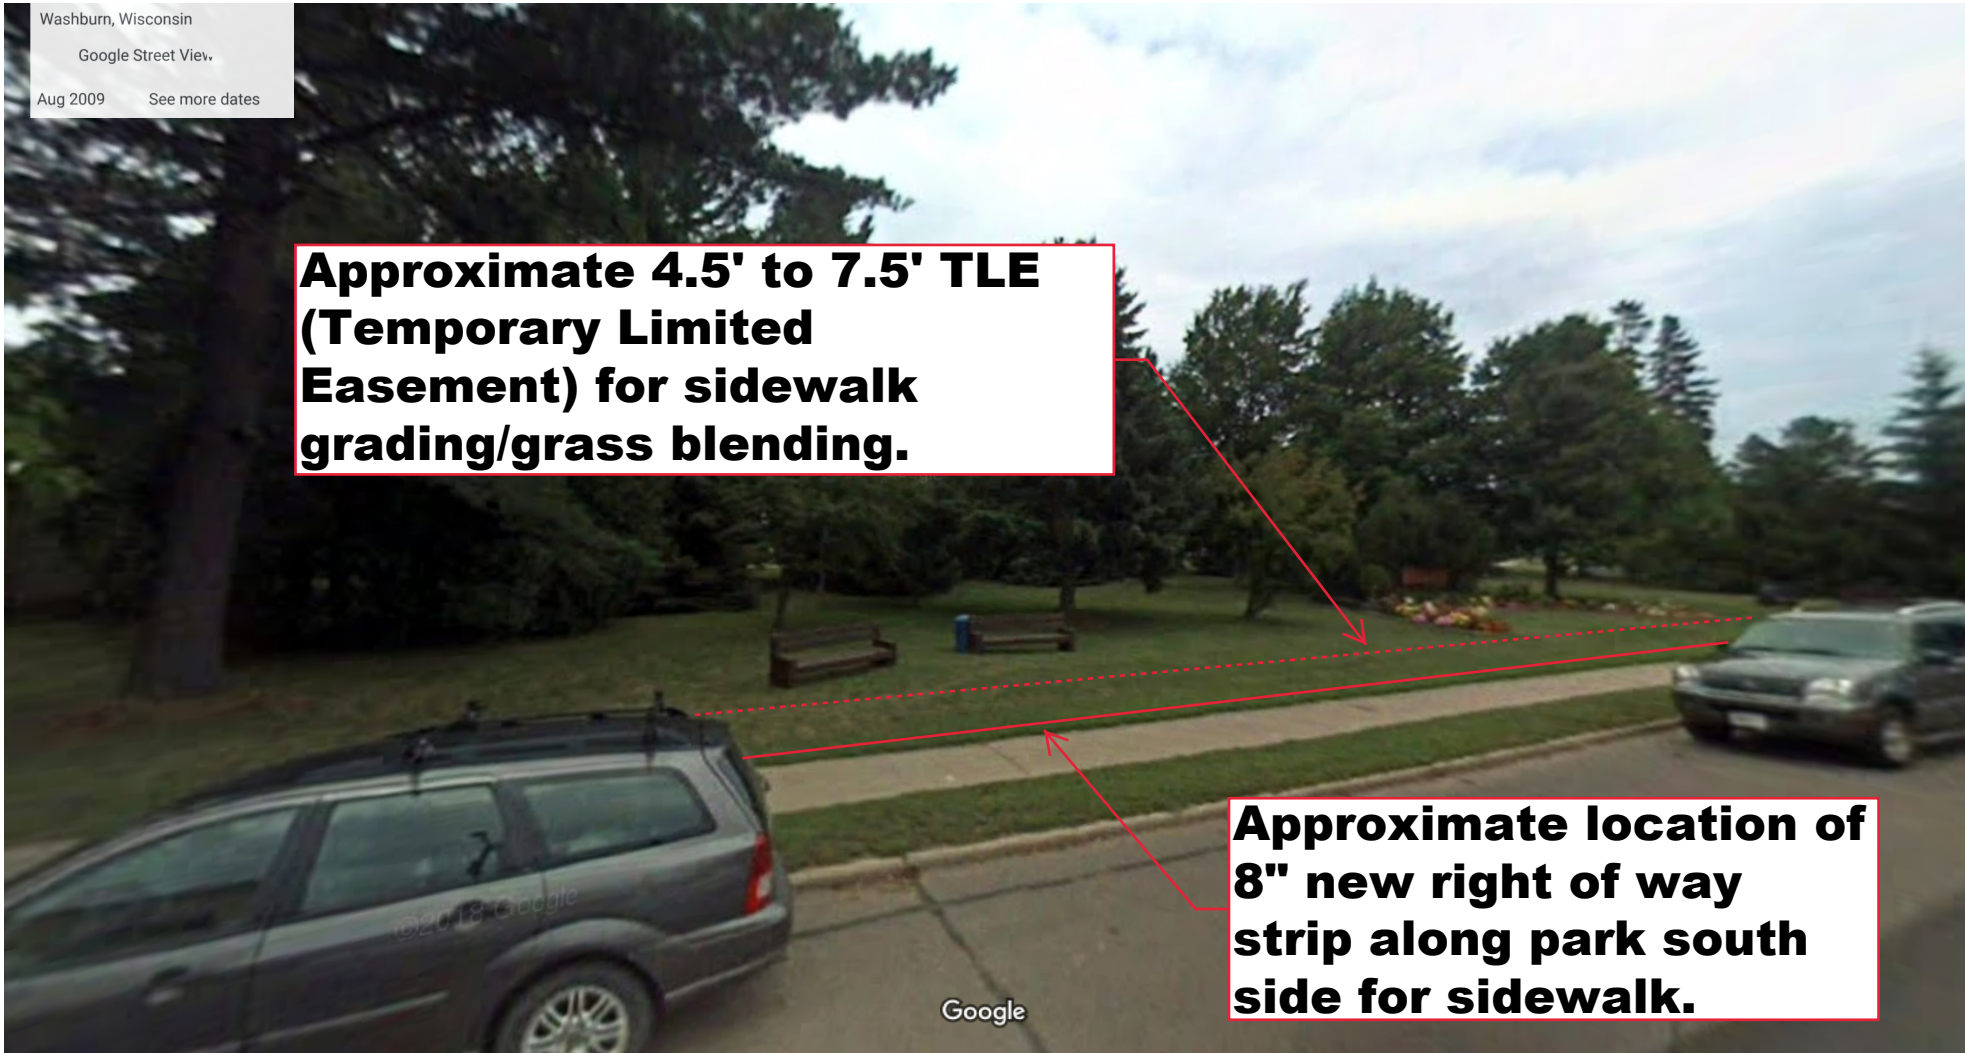 Washburn, Wisconsin
Google Street View
Aug 2009 See more dates
Approximate 4.5' to 7.5' TLE
(Temporary Limited
Easement) for sidewalk
grading/grass blending.
Approximate location of
8" new right of way
strip along park south
side for sidewalk.
©2018 Google
Google